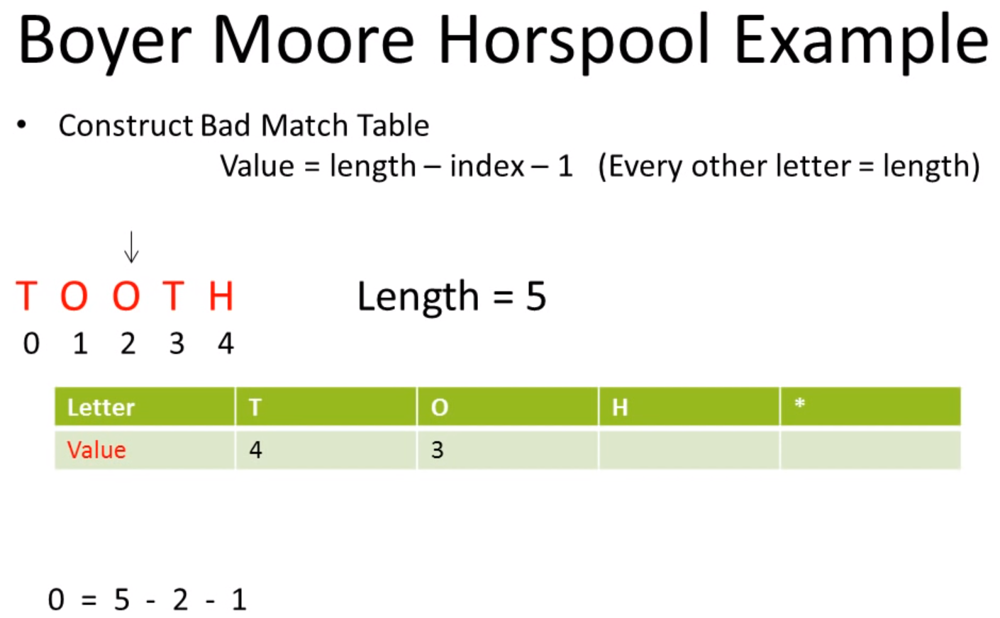 Boyer Moore Horspool Example
• Construct Bad Match Table
Value = length – index – 1 (Every other letter = length)
T O O T H Length = 5
0 1 2 3 4
Letter T O H *
Value 4 3
0 = 5 - 2 - 1